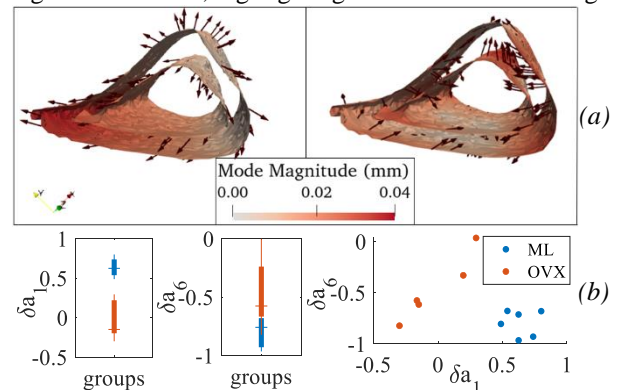 (a)
Mode Magnitude (mm)
0.00 0.02 0.04
Y X
1
0.5
0
-0.5
δa1
groups
0
-0.5
-1
δa6
groups
0
-0.5
-1
δa6
-0.5 0 0.5 1
δa1
ML
OVX
(b)